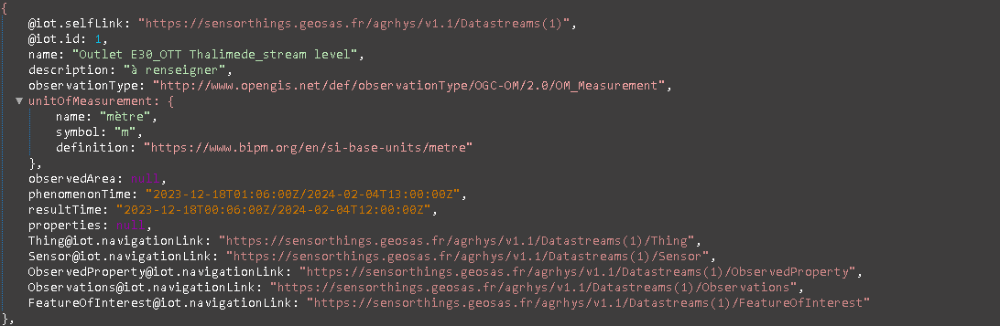 {
@iot.selfLink: "https://sensorthings.geosas.fr/agrhys/v1.1/Datastreams(1)",
@iot.id: 1,
name: "Outlet E30_OTT Thalimede_stream level",
description: "à renseigner",
observationType: "http://www.opengis.net/def/observationType/OGC-OM/2.0/OM_Measurement",
unitOfMeasurement: {
name: "mètre",
symbol: "m",
definition: "https://www.bipm.org/en/si-base-units/metre"
},
observedArea: null,
phenomenonTime: "2023-12-18T01:06:00Z/2024-02-04T13:00:00Z",
resultTime: "2023-12-18T00:06:00Z/2024-02-04T12:00:00Z",
properties: null,
Thing@iot.navigationLink: "https://sensorthings.geosas.fr/agrhys/v1.1/Datastreams(1)/Thing",
Sensor@iot.navigationLink: "https://sensorthings.geosas.fr/agrhys/v1.1/Datastreams(1)/Sensor",
ObservedProperty@iot.navigationLink: "https://sensorthings.geosas.fr/agrhys/v1.1/Datastreams(1)/ObservedProperty",
Observations@iot.navigationLink: "https://sensorthings.geosas.fr/agrhys/v1.1/Datastreams(1)/Observations",
FeatureOfInterest@iot.navigationLink: "https://sensorthings.geosas.fr/agrhys/v1.1/Datastreams(1)/FeatureOfInterest"
},